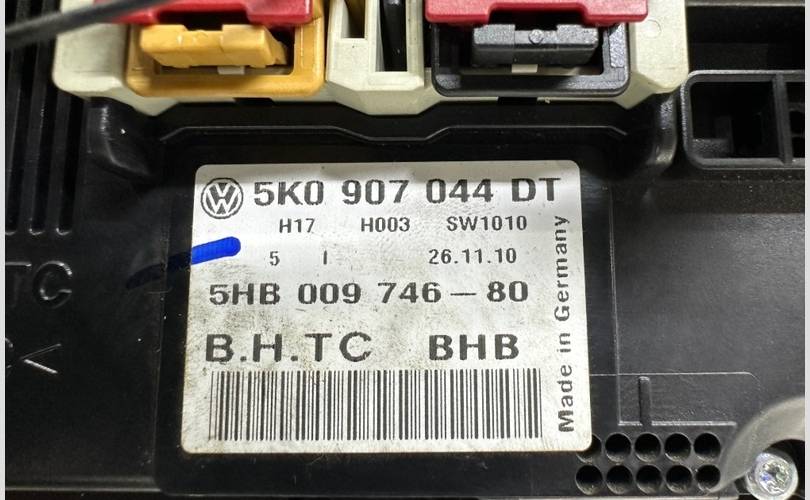 5K0 907 044 DT
H17 H003 SW1010
5 I 26.11.10
5HB 009 746 – 80
B.H.TC BHB
Made in Germany
TC